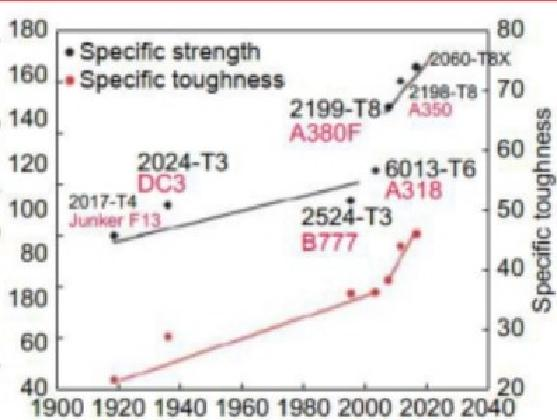 180
160
140
120
100
80
180
60
40
80
70
60
50
40
30
20
Specific toughness
1900 1920 1940 1960 1980 2000 2020 2040
• Specific strength
• Specific toughness
2060-T8X
2198-T8
A350
2199-T8
A380F
2024-T3
DC3
6013-T6
A318
2017-T4
Junker F13
2524-T3
B777